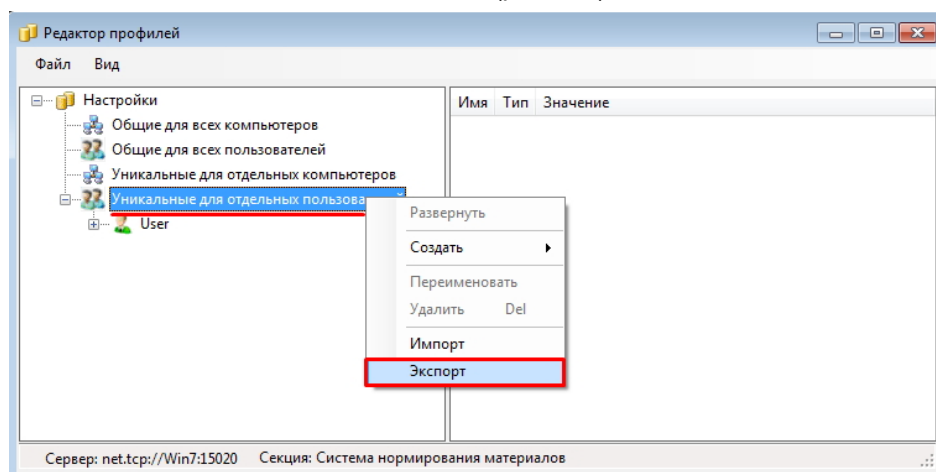 Редактор профилей
Файл Вид
Настройки
Имя Тип Значение
Общие для всех компьютеров
Общие для всех пользователей
Уникальные для отдельных компьютеров
Уникальные для отдельных
User
Развернуть
Создать
Переименовать
Удалить Del
Импорт
Экспорт
Сервер: net.tcp://Win7:15020 Секция: Система нормирования материалов